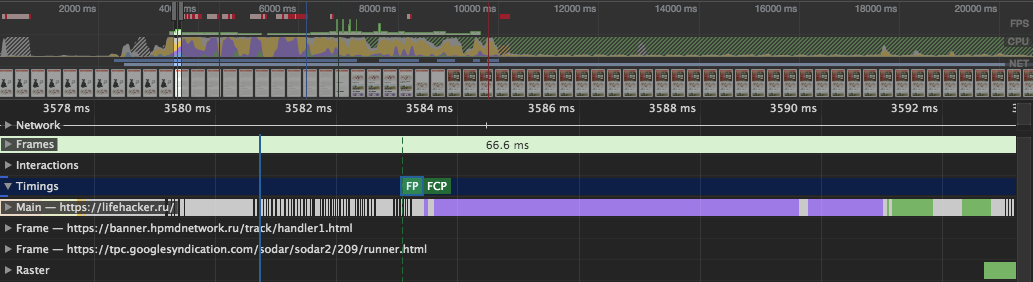 2000 ms 6000 ms 8000 ms 10000 ms 12000 ms 14000 ms 16000 ms 18000 ms 20000 ms
FPS
CPU
NET
3578 ms 3580 ms 3582 ms 3584 ms 3586 ms 3588 ms 3590 ms 3592 ms
Network
Frames 66.6 ms
Interactions
Timings FP FCP
Main — https://lifehacker.ru/
Frame — https://banner.hpmdnetwork.ru/track/handler1.html
Frame — https://tpc.googlesyndication.com/sodar/sodar2/209/runner.html
Raster